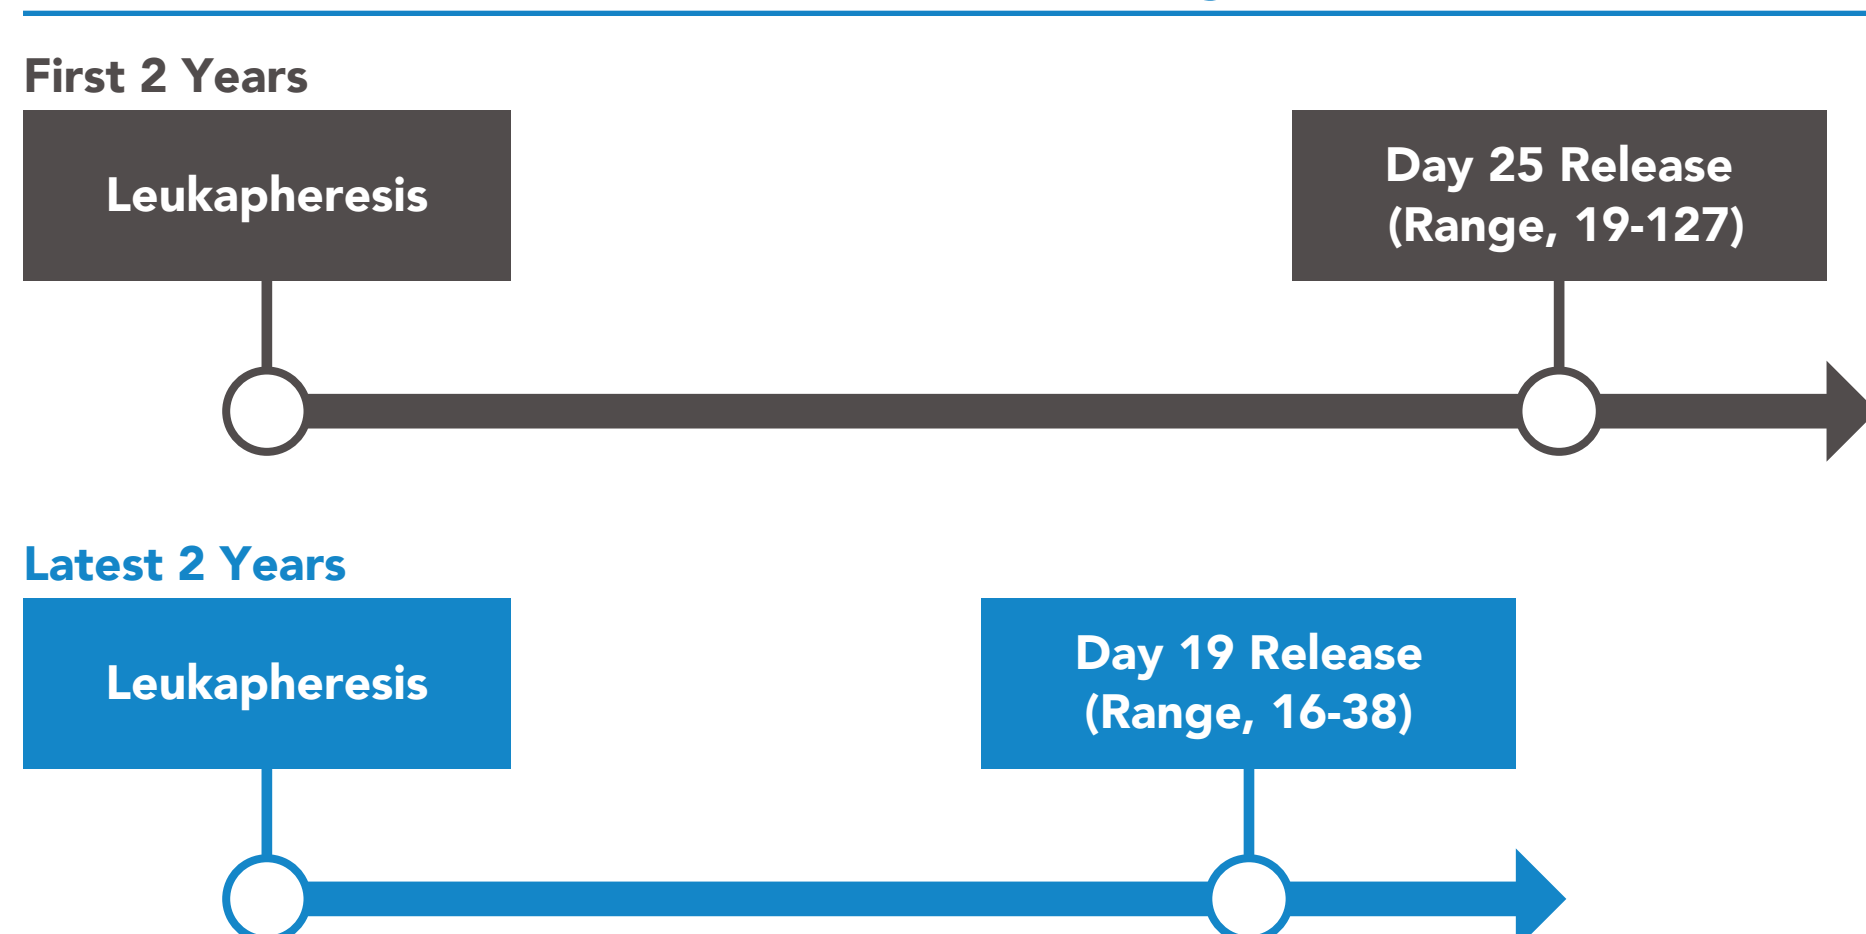 First 2 Years
Leukapheresis
Day 25 Release
(Range, 19-127)
Latest 2 Years
Leukapheresis
Day 19 Release
(Range, 16-38)